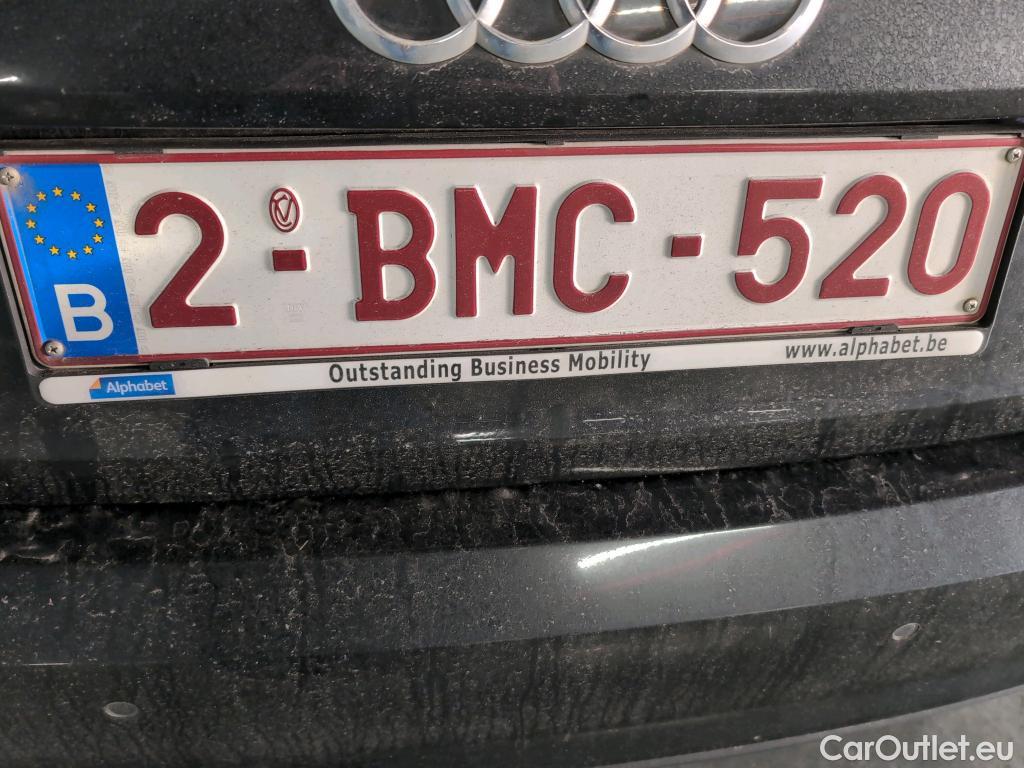 B 2-BMC-520
Alphabet Outstanding Business Mobility www.alphabet.be
CarOutlet.eu